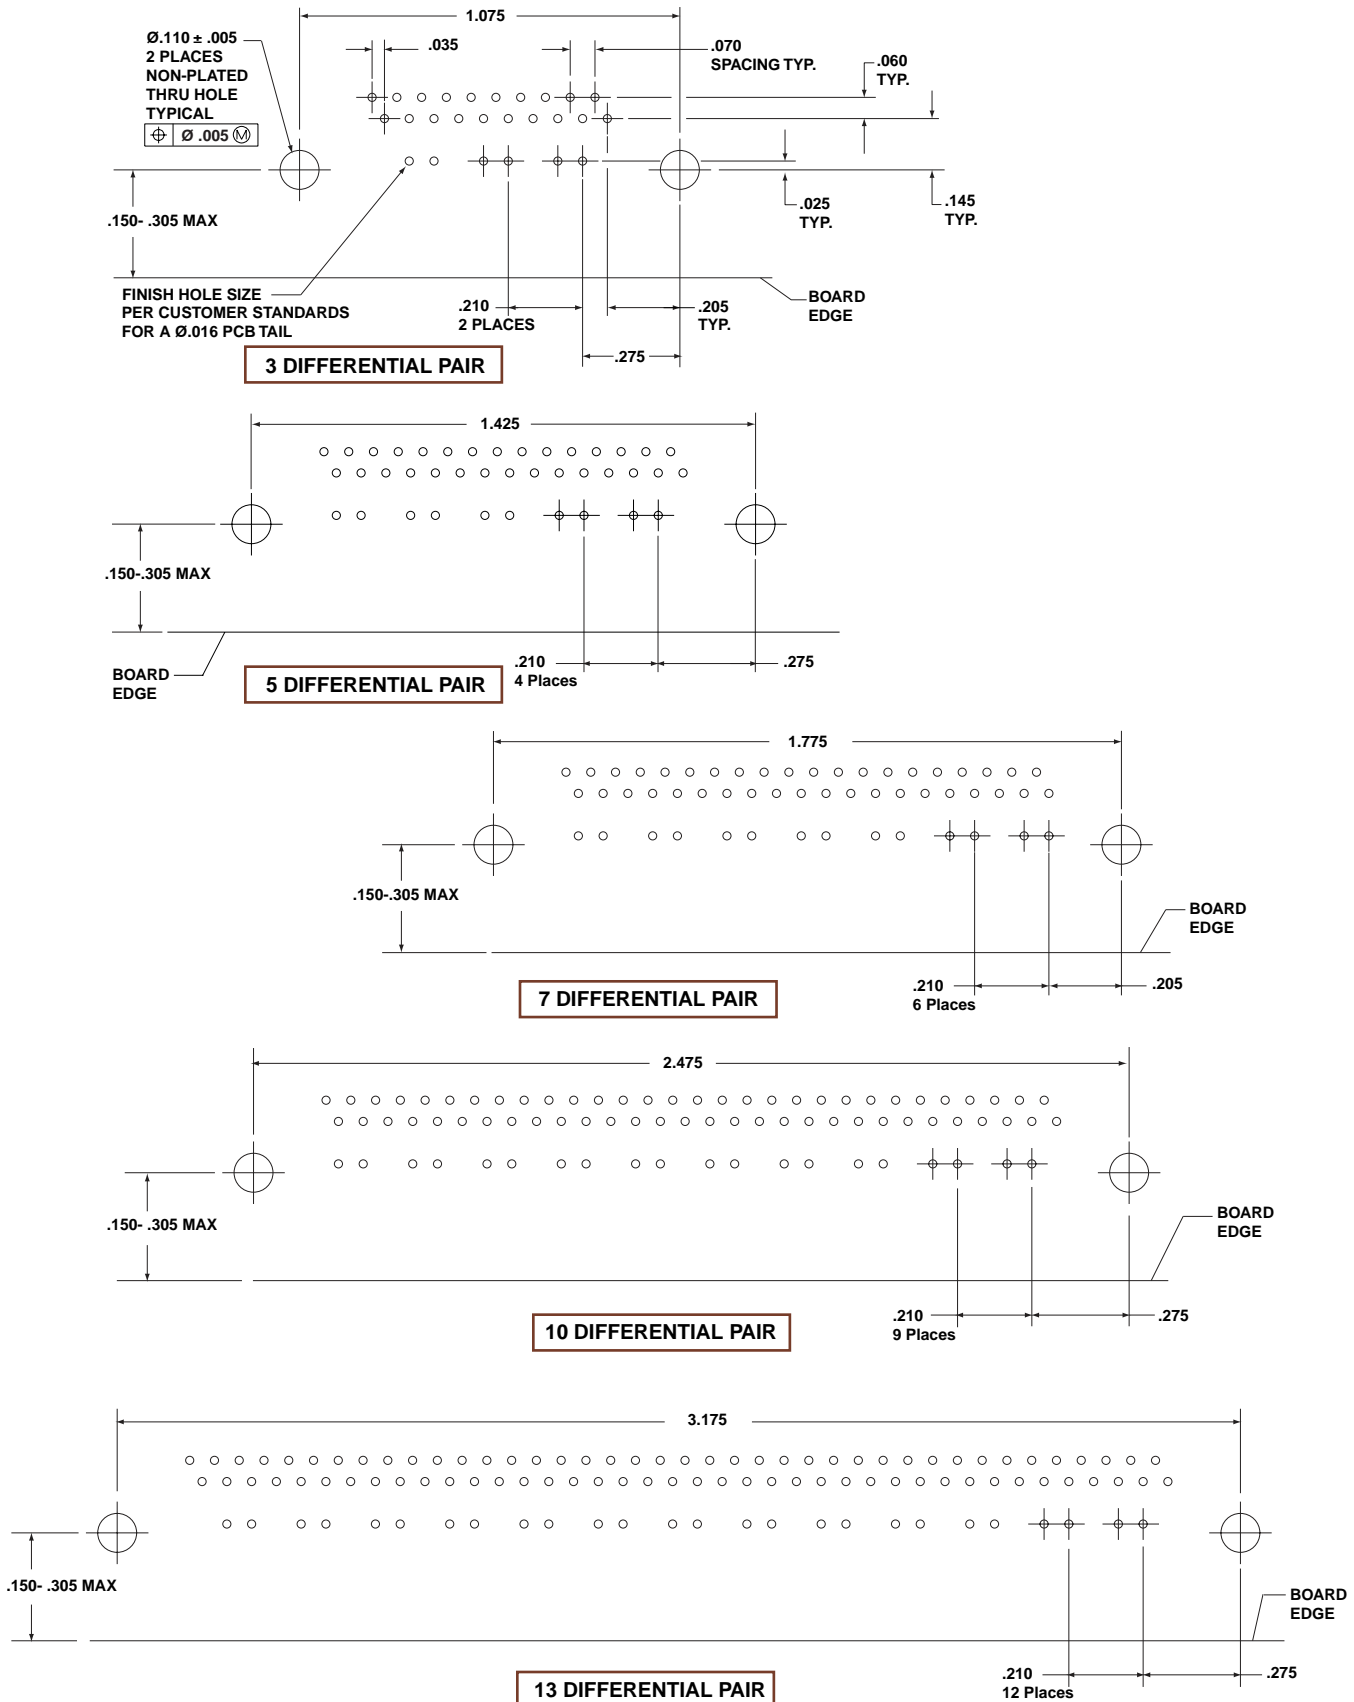 1.075
Ø.110 ± .005
2 PLACES
NON-PLATED
THRU HOLE
TYPICAL
⌖ Ø .005 Ⓜ
.035
.070
SPACING TYP.
.060
TYP.
.150- .305 MAX
.025
TYP.
.145
TYP.
FINISH HOLE SIZE
PER CUSTOMER STANDARDS
FOR A Ø.016 PCB TAIL
.210
2 PLACES
.205
TYP.
BOARD
EDGE
.275
3 DIFFERENTIAL PAIR
1.425
.150-.305 MAX
BOARD
EDGE
5 DIFFERENTIAL PAIR
.210
4 Places
.275
1.775
.150-.305 MAX
BOARD
EDGE
7 DIFFERENTIAL PAIR
.210
6 Places
.205
2.475
.150- .305 MAX
BOARD
EDGE
10 DIFFERENTIAL PAIR
.210
9 Places
.275
3.175
.150- .305 MAX
BOARD
EDGE
13 DIFFERENTIAL PAIR
.210
12 Places
.275